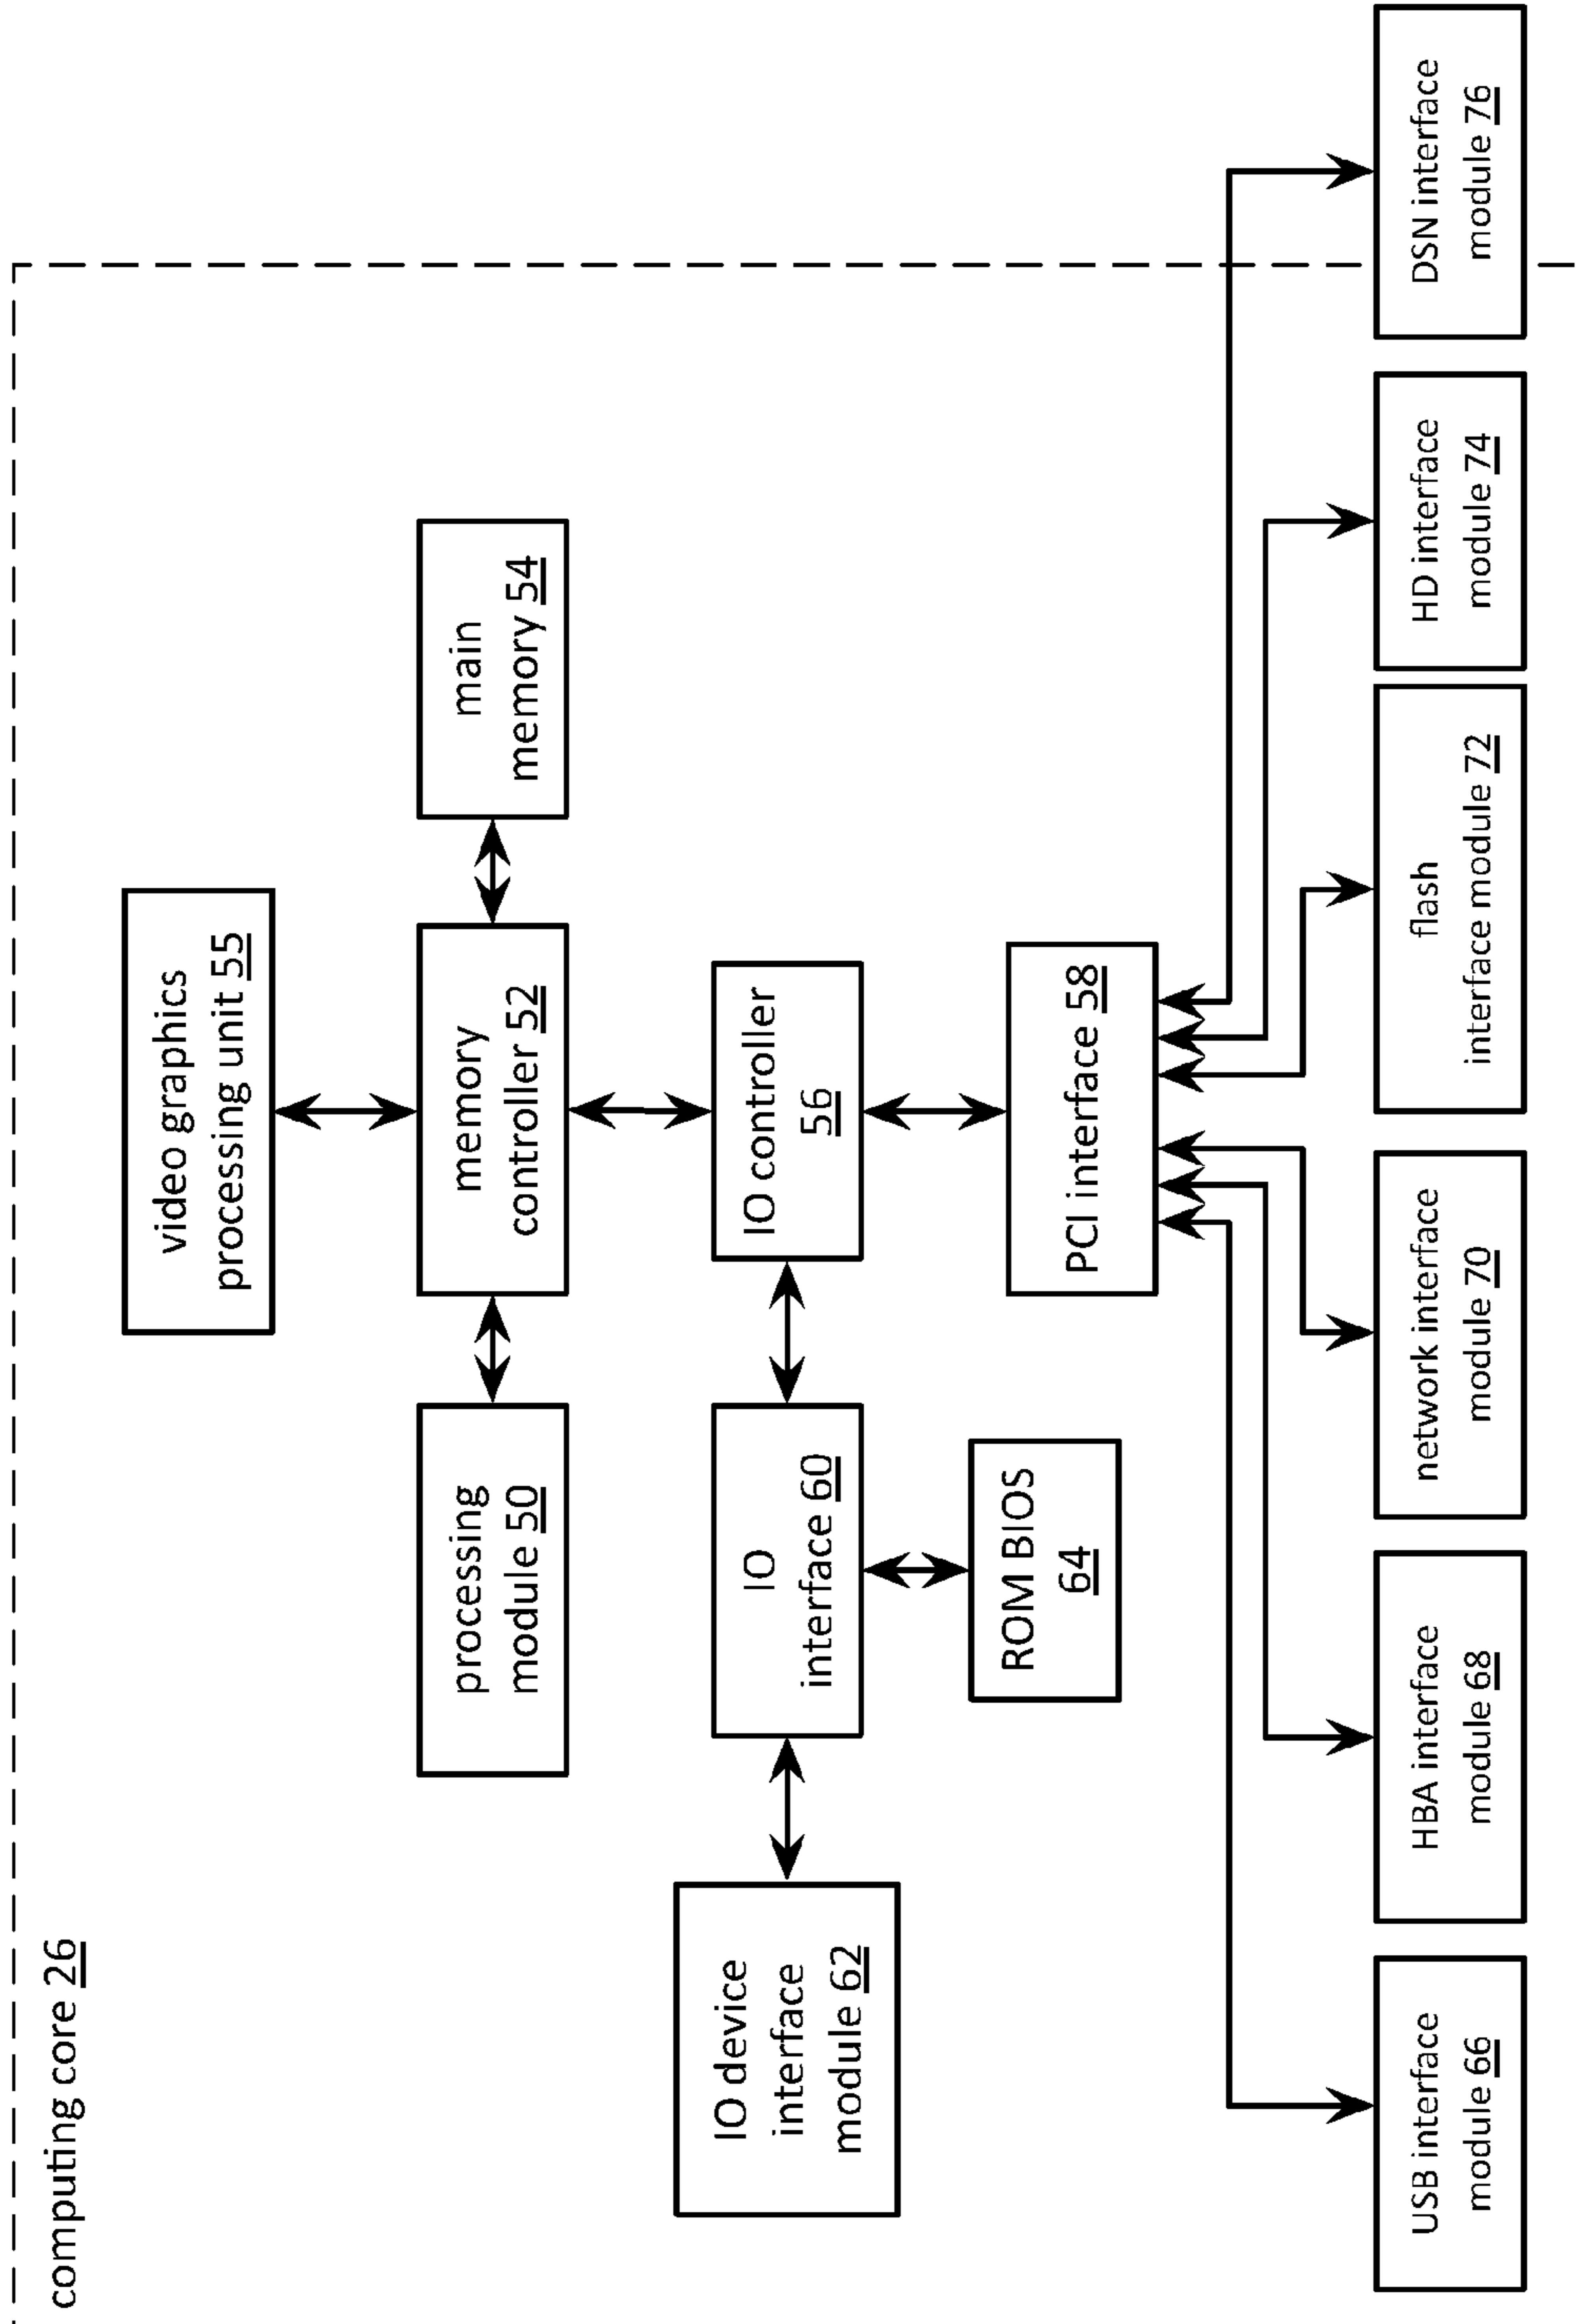 computing core 26
video graphics
processing unit 55
processing
module 50
memory
controller 52
main
memory 54
IO device
interface
module 62
IO
interface 60
IO controller
56
ROM BIOS
64
PCI interface 58
USB interface
module 66
HBA interface
module 68
network interface
module 70
flash
interface module 72
HD interface
module 74
DSN interface
module 76